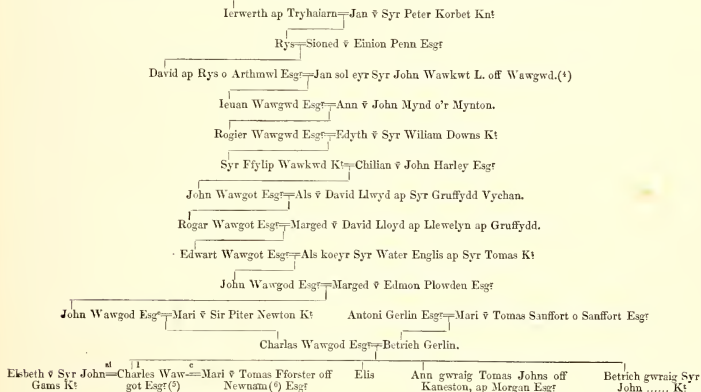 Ierwerth ap Tryhaiarn=Jan v̄ Syr Peter Korbet Knt
Rys=Sioned v̄ Einion Penn Esgr
David ap Rys o Arthmwl Esgr=Jan sol eyr Syr John Wawkwt L. off Wawgwd.(4)
Ieuan Wawgwd Esgr=Ann v̄ John Mynd o'r Mynton.
Rogier Wawgwd Esgr=Edyth v̄ Syr Wiliam Downs Kt
Syr Ffylip Wawkwd Kt=Chilian v̄ John Harley Esgr
John Wawgot Esgr=Als v̄ David Llwyd ap Syr Gruffydd Vychan.
Rogar Wawgot Esgr=Marged v̄ David Lloyd ap Llewelyn ap Gruffydd.
Edwart Wawgot Esgr=Als koeyr Syr Water Englis ap Syr Tomas Kt
John Wawgod Esgr=Marged v̄ Edmon Plowden Esgr
John Wawgod Esgr=Mari v̄ Sir Piter Newton Kt Antoni Gerlin Esgr=Mari v̄ Tomas Sauffort o Sanffort Esgr
Charlas Wawgod Esgr=Betrich Gerlin.
Elsbeth v̄ Syr John=Charles Waw-=Mari v̄ Tomas Fforster off Elis Ann gwraig Tomas Johns off Betrich gwraig Syr
Gams Kt got Esgr(5) Newnam(6) Esgr Kaneston, ap Morgan Esgr John ...... Kt